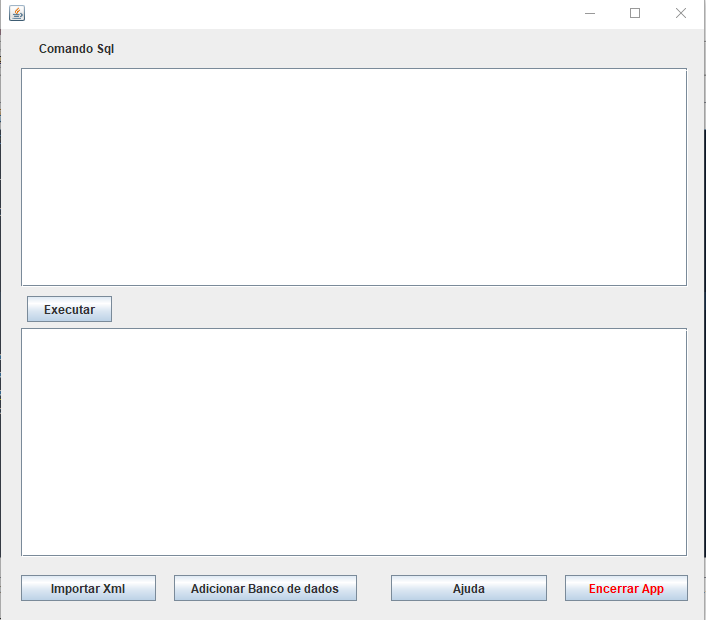 Comando Sql
Executar
Importar Xml
Adicionar Banco de dados
Ajuda
Encerrar App